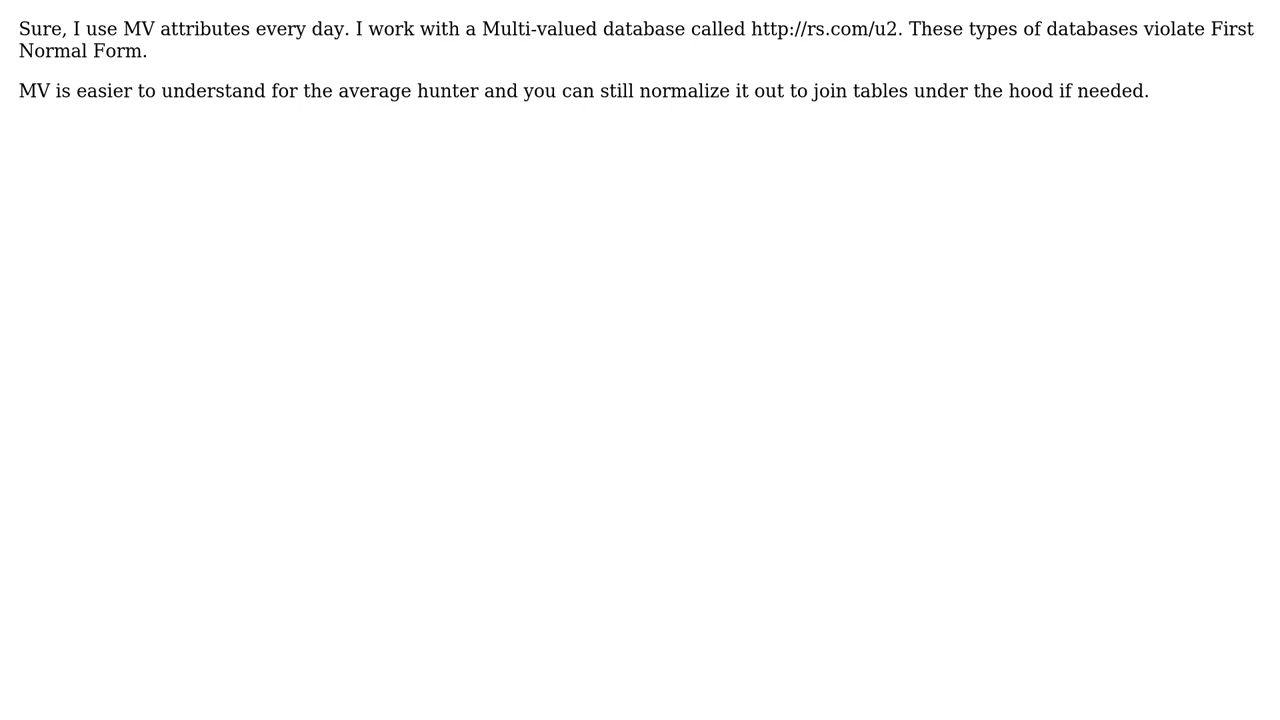 Sure, I use MV attributes every day. I work with a Multi-valued database called http://rs.com/u2. These types of databases violate First
Normal Form.
MV is easier to understand for the average hunter and you can still normalize it out to join tables under the hood if needed.